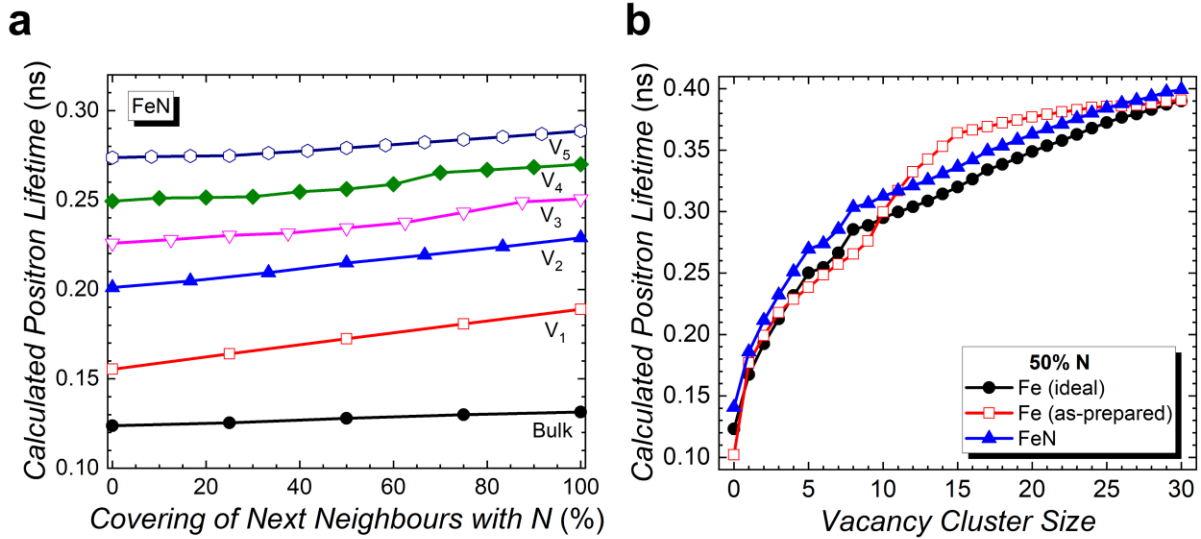 a
Calculated Positron Lifetime (ns)
0.30
0.25
0.20
0.15
0.10
FeN
V5
V4
V3
V2
V1
Bulk
0 20 40 60 80 100
Covering of Next Neighbours with N (%)
b
Calculated Positron Lifetime (ns)
0.40
0.35
0.30
0.25
0.20
0.15
0.10
50% N
Fe (ideal)
Fe (as-prepared)
FeN
0 5 10 15 20 25 30
Vacancy Cluster Size